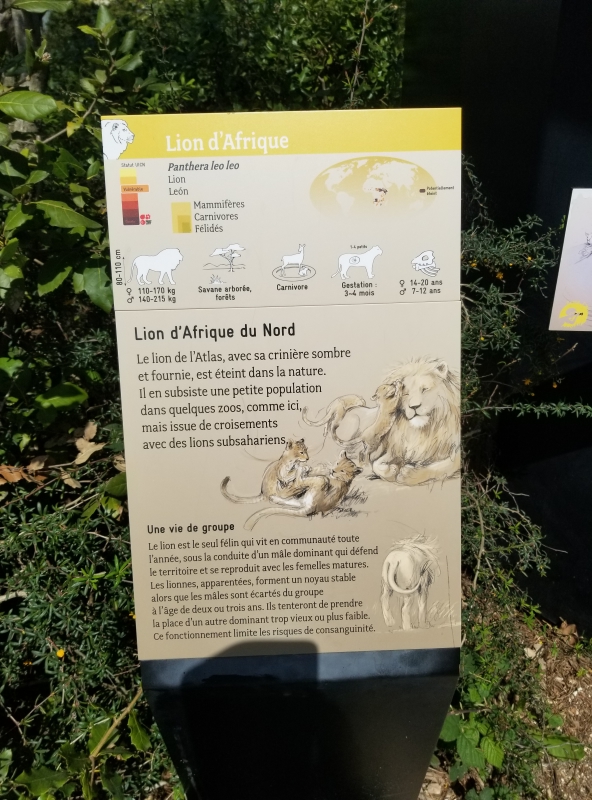 Lion d'Afrique
Statut UICN
Vulnérable
Panthera leo leo
Lion
León
Mammifères
Carnivores
Félidés
Potentiellement
éteint
80-110 cm
♀ 110-170 kg
♂ 140-215 kg
Savane arborée,
forêts
Carnivore
1-4 petits
Gestation :
3-4 mois
♀ 14-20 ans
♂ 7-12 ans
Lion d'Afrique du Nord
Le lion de l'Atlas, avec sa crinière sombre
et fournie, est éteint dans la nature.
Il en subsiste une petite population
dans quelques zoos, comme ici,
mais issue de croisements
avec des lions subsahariens.
Une vie de groupe
Le lion est le seul félin qui vit en communauté toute
l'année, sous la conduite d'un mâle dominant qui défend
le territoire et se reproduit avec les femelles matures.
Les lionnes, apparentées, forment un noyau stable
alors que les mâles sont écartés du groupe
à l'âge de deux ou trois ans. Ils tenteront de prendre
la place d'un autre dominant trop vieux ou plus faible.
Ce fonctionnement limite les risques de consanguinité.